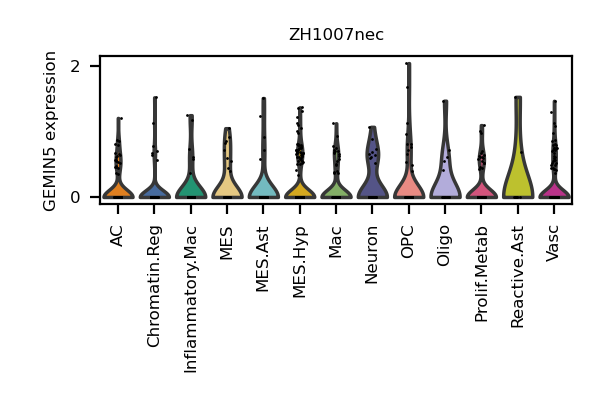 ZH1007nec
GEMIN5 expression
2
0
AC
Chromatin.Reg
Inflammatory.Mac
MES
MES.Ast
MES.Hyp
Mac
Neuron
OPC
Oligo
Prolif.Metab
Reactive.Ast
Vasc